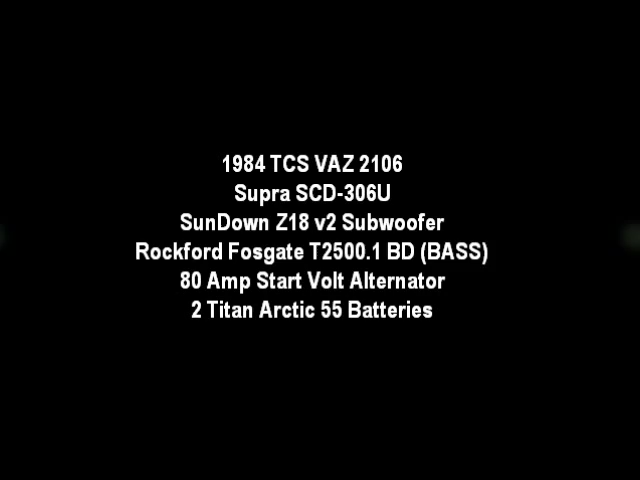 1984 TCS VAZ 2106
Supra SCD-306U
SunDown Z18 v2 Subwoofer
Rockford Fosgate T2500.1 BD (BASS)
80 Amp Start Volt Alternator
2 Titan Arctic 55 Batteries